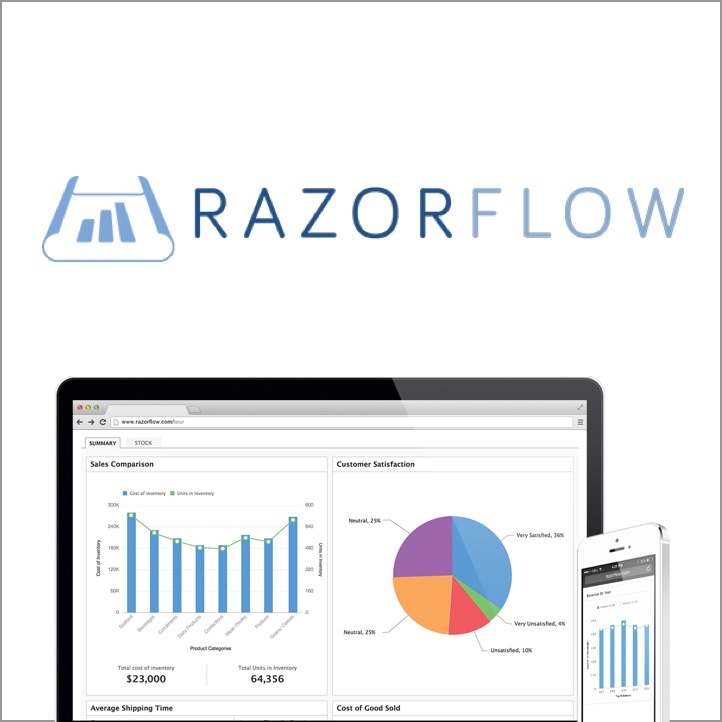 RAZORFLOW
www.razorflow.com/
SUMMARY
STOCK
Sales Comparison
Cost of Inventory
Units in Inventory
300K
240K
180K
120K
60K
0
800
640
480
320
160
0
Cost of Inventory
Units in Inventory
Seafood
Beverages
Condiments
Dairy Products
Confections
Meat/ Poultry
Produce
Grains/ Cereals
Product Categories
Total cost of inventory
$23,000
Total Units in Inventory
64,356
Customer Satisfaction
Neutral, 25%
Very Satisfied, 36%
Very Unsatisfied, 4%
Unsatisfied, 10%
Neutral, 25%
Average Shipping Time
Cost of Good Sold
Revenue By Year